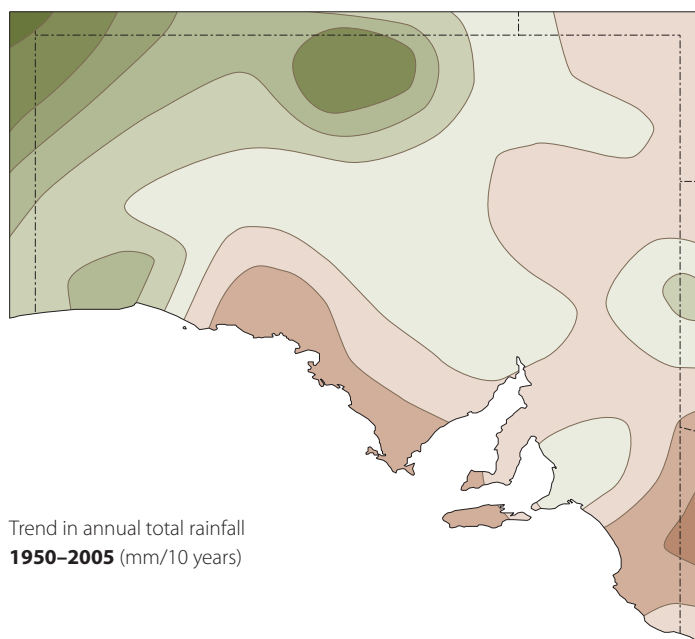 Trend in annual total rainfall
1950–2005 (mm/10 years)